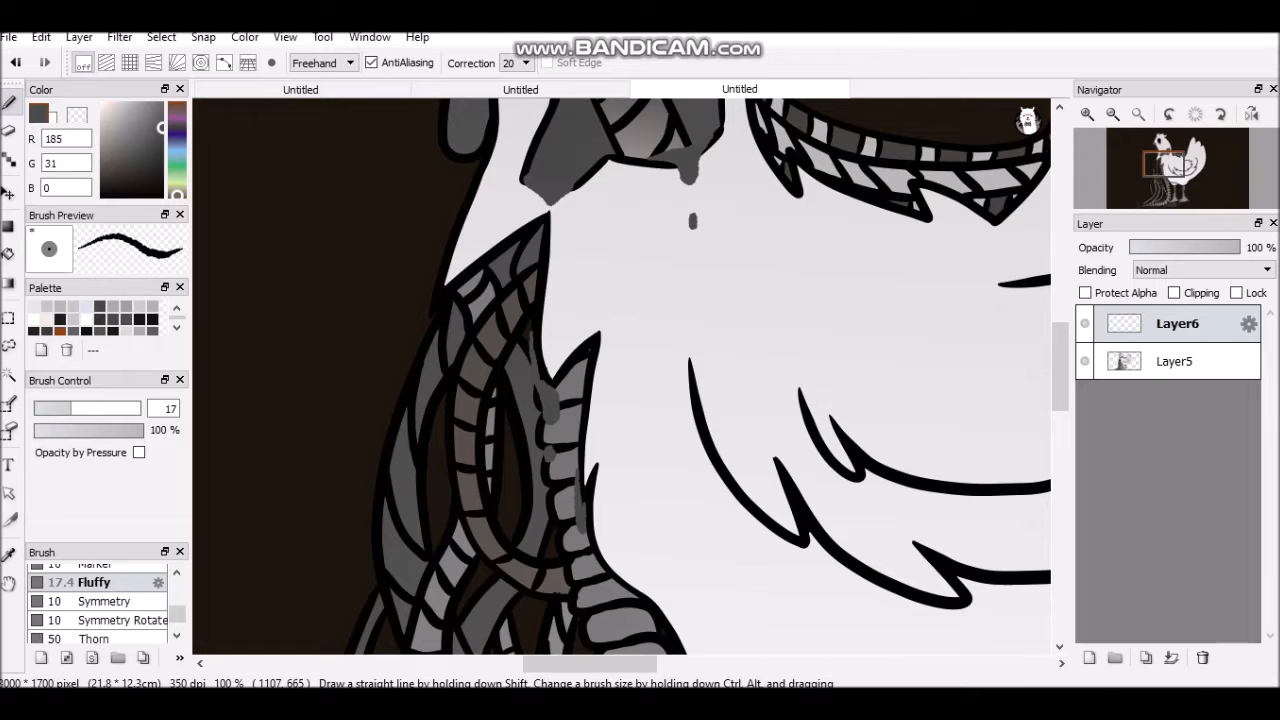 www.BANDICAM.com
File Edit Layer Filter Select Snap Color View Tool Window Help
off Freehand AntiAliasing Correction 20 Soft Edge
Untitled Untitled Untitled
Color
R 185
G 31
B 0
Brush Preview
Palette
---
Brush Control
17
100 %
Opacity by Pressure
Brush
10 Marker
17.4 Fluffy
10 Symmetry
10 Symmetry Rotate
50 Thorn
Navigator
Layer
Opacity 100 %
Blending Normal
Protect Alpha Clipping Lock
Layer6
Layer5
3000 * 1700 pixel (21.8 * 12.3cm) 350 dpi 100 % ( 1107, 665 ) Draw a straight line by holding down Shift, Change a brush size by holding down Ctrl, Alt, and dragging